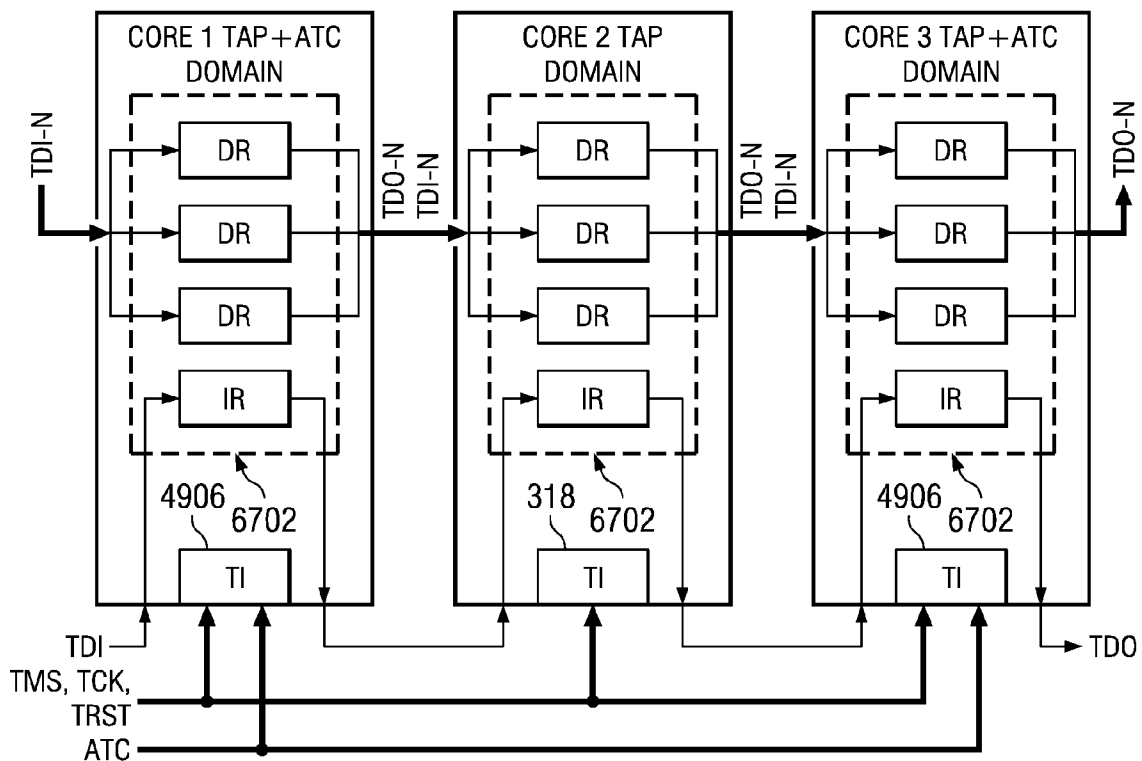 CORE 1 TAP+ATC
DOMAIN
CORE 2 TAP
DOMAIN
CORE 3 TAP+ATC
DOMAIN
TDI-N
DR
DR
DR
IR
TDO-N
TDI-N
DR
DR
DR
IR
TDO-N
TDI-N
DR
DR
DR
IR
TDO-N
4906
6702
318
6702
4906
6702
TI
TI
TI
TDI
TDO
TMS, TCK,
TRST
ATC